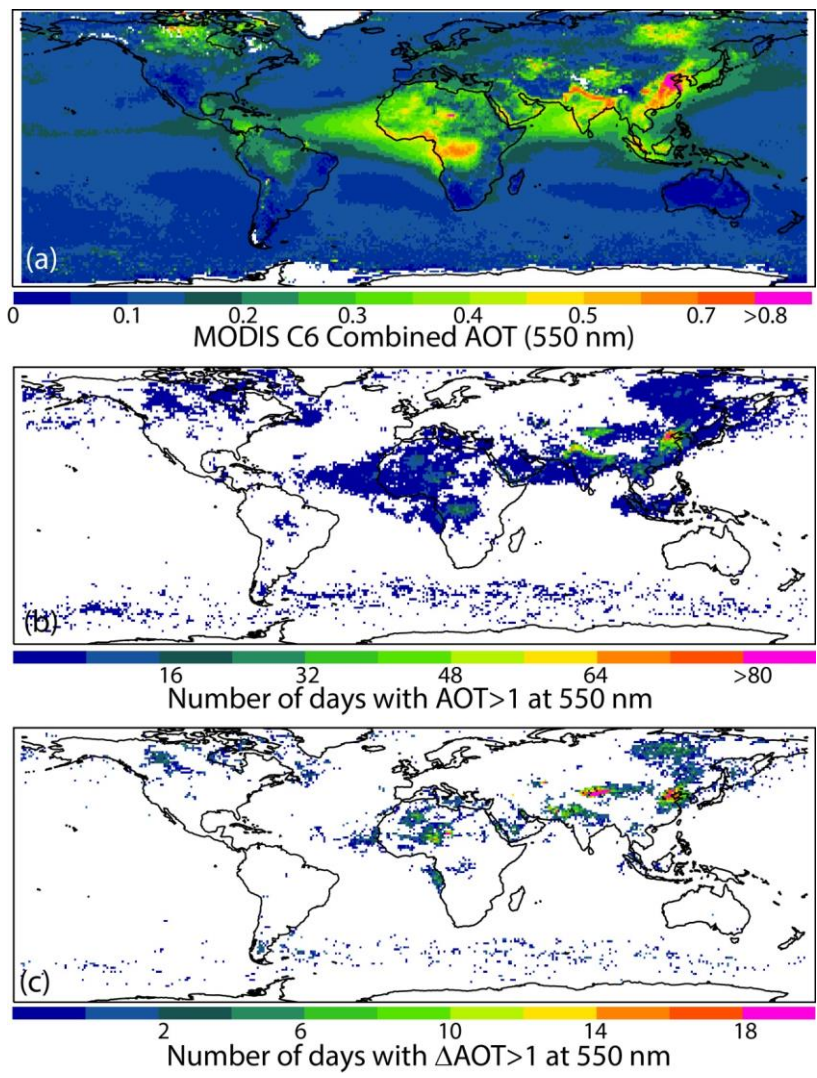 (a)
0 0.1 0.2 0.3 0.4 0.5 0.7 >0.8
MODIS C6 Combined AOT (550 nm)
(b)
16 32 48 64 >80
Number of days with AOT>1 at 550 nm
(c)
2 6 10 14 18
Number of days with ΔAOT>1 at 550 nm